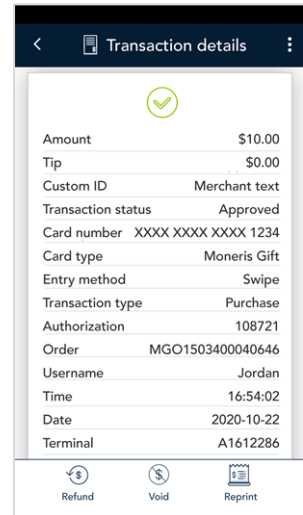 Transaction details
Amount $10.00
Tip $0.00
Custom ID Merchant text
Transaction status Approved
Card number XXXX XXXX XXXX 1234
Card type Moneris Gift
Entry method Swipe
Transaction type Purchase
Authorization 108721
Order MGO1503400040646
Username Jordan
Time 16:54:02
Date 2020-10-22
Terminal A1612286
Refund Void Reprint